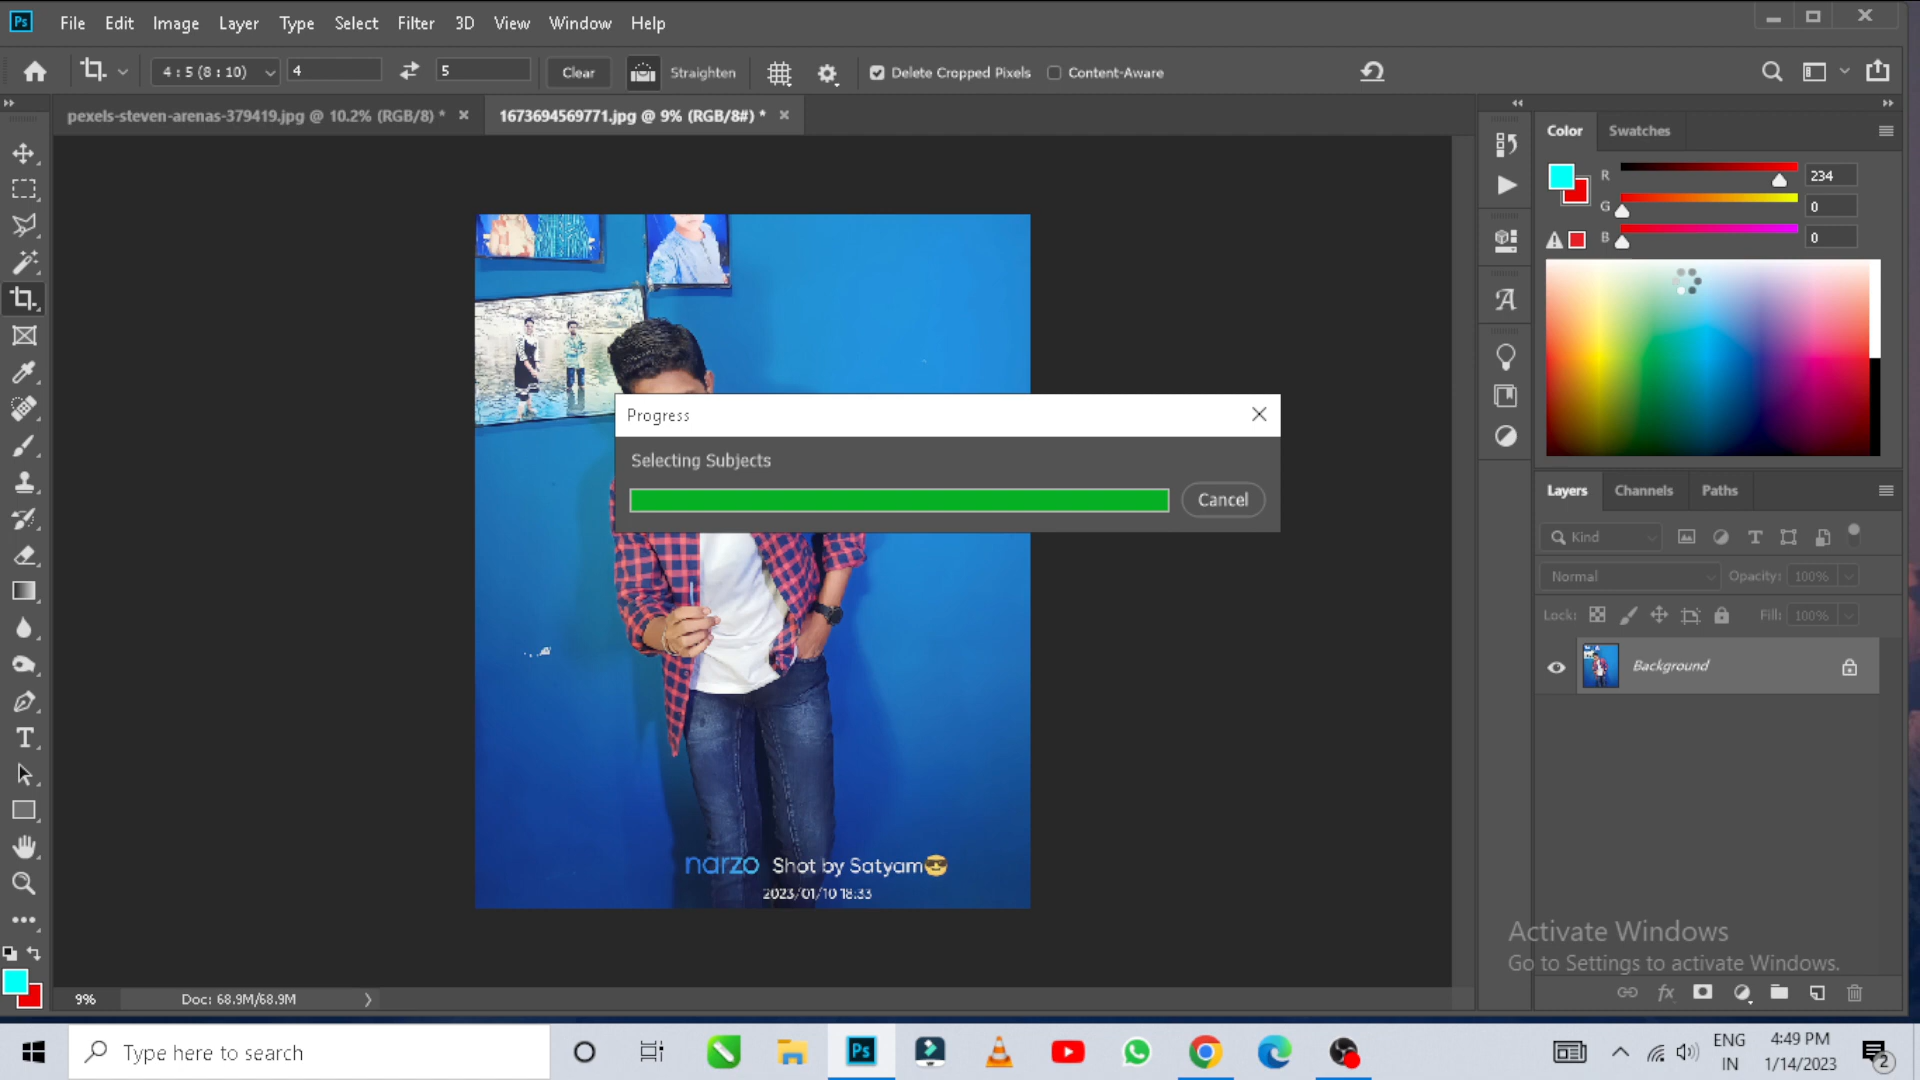 Ps File Edit Image Layer Type Select Filter 3D View Window Help
4 : 5 (8 : 10) 4 5 Clear Straighten Delete Cropped Pixels Content-Aware
pexels-steven-arenas-379419.jpg @ 10.2% (RGB/8) * 1673694569771.jpg @ 9% (RGB/8#) *
Color Swatches
R 234
G 0
B 0
Progress
Selecting Subjects
Cancel
Layers Channels Paths
Kind
Normal Opacity: 100%
Lock: Fill: 100%
Background
narzo Shot by Satyam😎
2023/01/10 18:33
Activate Windows
Go to Settings to activate Windows.
9% Doc: 68.9M/68.9M
fx
Type here to search
Ps
ENG
IN
4:49 PM
1/14/2023
2